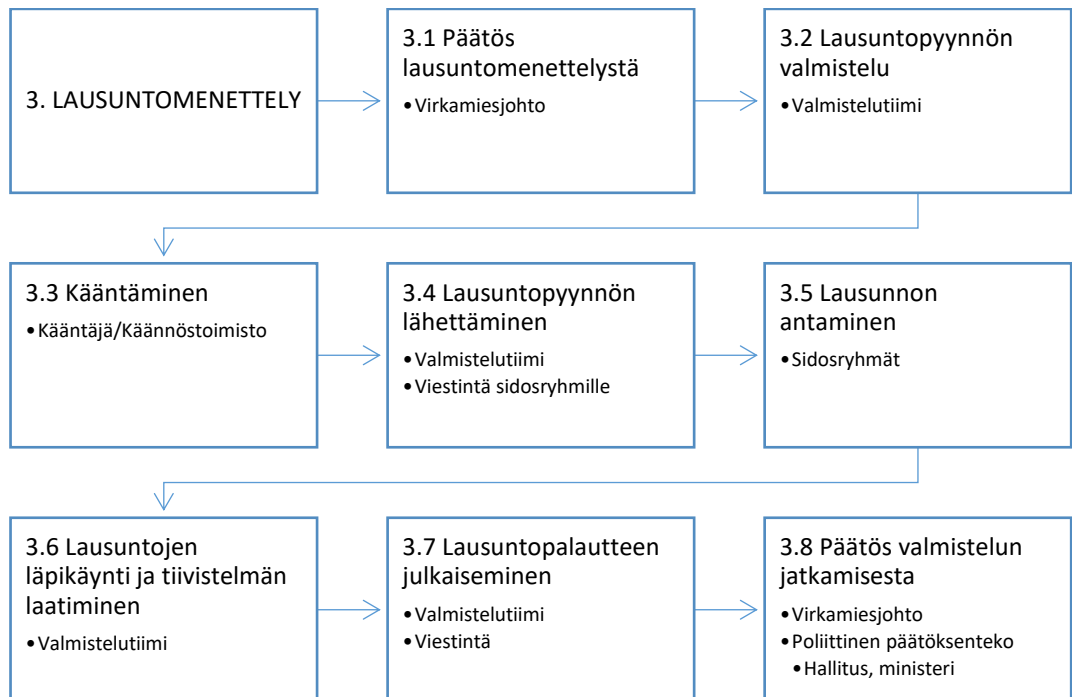 3. LAUSUNTOMENETTELY
3.1 Päätös
lausuntomenettelystä
•Virkamiesjohto
3.2 Lausuntopyynnön
valmistelu
•Valmistelutiimi
3.3 Kääntäminen
•Kääntäjä/Käännöstoimisto
3.4 Lausuntopyynnön
lähettäminen
•Valmistelutiimi
•Viestintä sidosryhmille
3.5 Lausunnon
antaminen
•Sidosryhmät
3.6 Lausuntojen
läpikäynti ja tiivistelmän
laatiminen
•Valmistelutiimi
3.7 Lausuntopalautteen
julkaiseminen
•Valmistelutiimi
•Viestintä
3.8 Päätös valmistelun
jatkamisesta
•Virkamiesjohto
•Poliittinen päätöksenteko
•Hallitus, ministeri